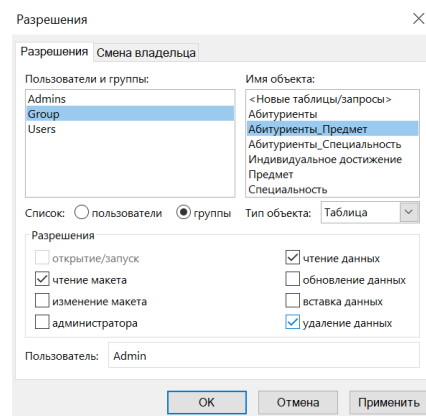 Разрешения
Разрешения Смена владельца
Пользователи и группы: Имя объекта:
Admins
Group
Users
<Новые таблицы/запросы>
Абитуриенты
Абитуриенты_Предмет
Абитуриенты_Специальность
Индивидуальное достижение
Предмет
Специальность
Список: пользователи группы Тип объекта: Таблица
Разрешения
открытие/запуск чтение данных
чтение макета обновление данных
изменение макета вставка данных
администратора удаление данных
Пользователь: Admin
ОК Отмена Применить